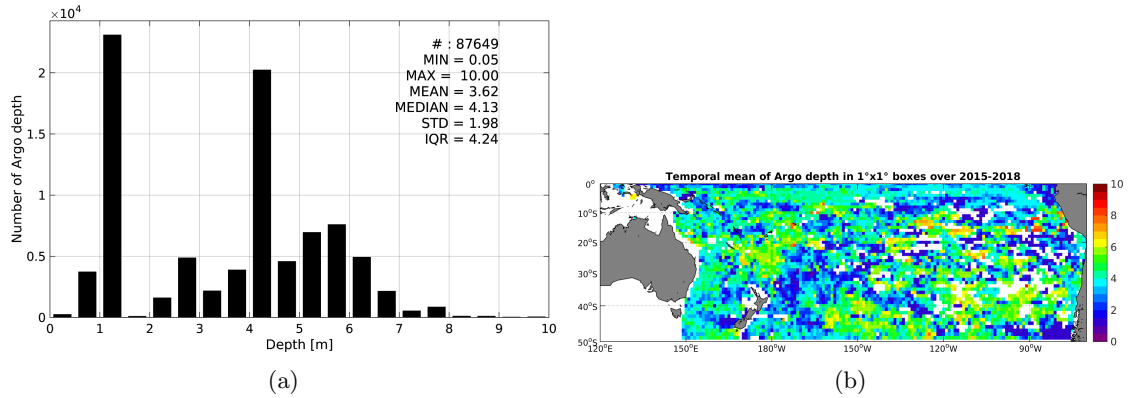 ×10⁴
2
1.5
1
0.5
0
Number of Argo depth
# : 87649
MIN = 0.05
MAX = 10.00
MEAN = 3.62
MEDIAN = 4.13
STD = 1.98
IQR = 4.24
0 1 2 3 4 5 6 7 8 9 10
Depth [m]
(a)
Temporal mean of Argo depth in 1°x1° boxes over 2015-2018
0°
10°S
20°S
30°S
40°S
50°S
120°E 150°E 180°W 150°W 120°W 90°W
10
8
6
4
2
0
(b)